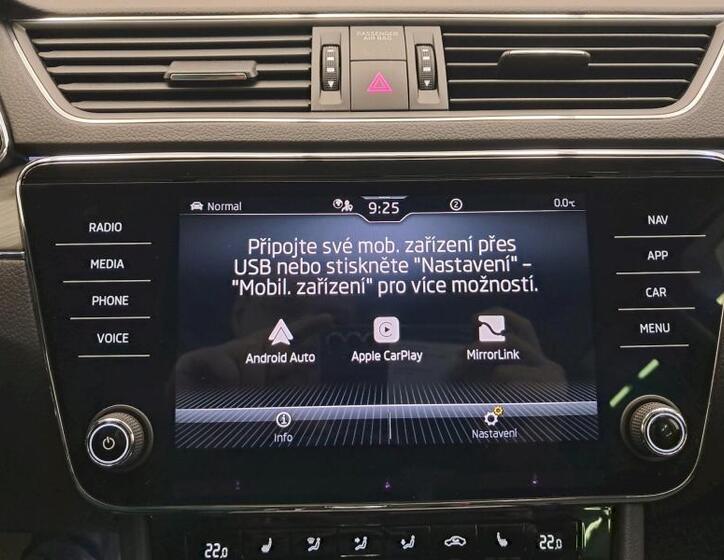 PASSENGER
AIR BAG
RADIO
MEDIA
PHONE
VOICE
Normal
9:25
2
0.0°C
Připojte své mob. zařízení přes
USB nebo stiskněte "Nastavení" –
"Mobil. zařízení" pro více možností.
Android Auto
Apple CarPlay
MirrorLink
Info
Nastavení
NAV
APP
CAR
MENU
22.0
22.0